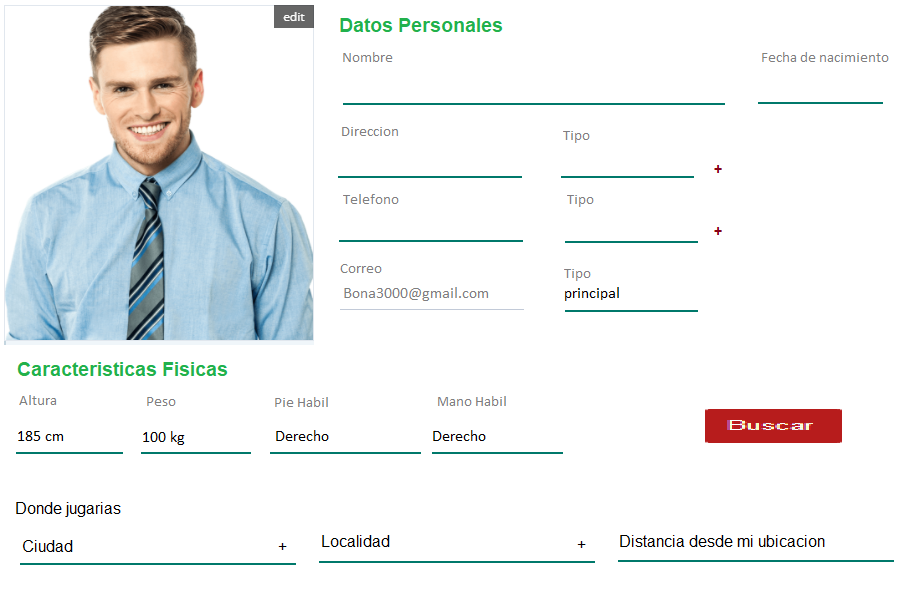 edit
Datos Personales
Nombre
Fecha de nacimiento
Direccion
Tipo
+
Telefono
Tipo
+
Correo
Tipo
Bona3000@gmail.com
principal
Caracteristicas Fisicas
Altura
Peso
Pie Habil
Mano Habil
185 cm
100 kg
Derecho
Derecho
Buscar
Donde jugarias
Ciudad +
Localidad +
Distancia desde mi ubicacion